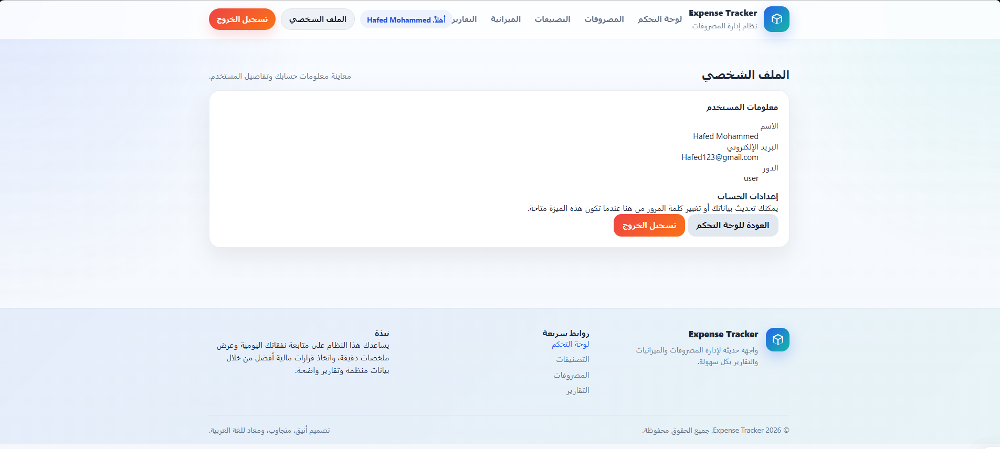 Expense Tracker
نظام إدارة المصروفات
لوحة التحكم
المصروفات
التصنيفات
الميزانية
التقارير
أهلاً، Hafed Mohammed
الملف الشخصي
تسجيل الخروج
الملف الشخصي
معاينة معلومات حسابك وتفاصيل المستخدم.
معلومات المستخدم
الاسم
Hafed Mohammed
البريد الإلكتروني
Hafed123@gmail.com
الدور
user
إعدادات الحساب
يمكنك تحديث بياناتك أو تغيير كلمة المرور من هنا عندما تكون هذه الميزة متاحة.
العودة للوحة التحكم
تسجيل الخروج
Expense Tracker
واجهة حديثة لإدارة المصروفات والميزانيات
والتقارير بكل سهولة.
روابط سريعة
لوحة التحكم
التصنيفات
المصروفات
التقارير
نبذة
يساعدك هذا النظام على متابعة نفقاتك اليومية وعرض
ملخصات دقيقة، واتخاذ قرارات مالية أفضل من خلال
بيانات منظمة وتقارير واضحة.
© 2026 Expense Tracker. جميع الحقوق محفوظة.
تصميم أنيق، متجاوب، ومعاد للغة العربية.